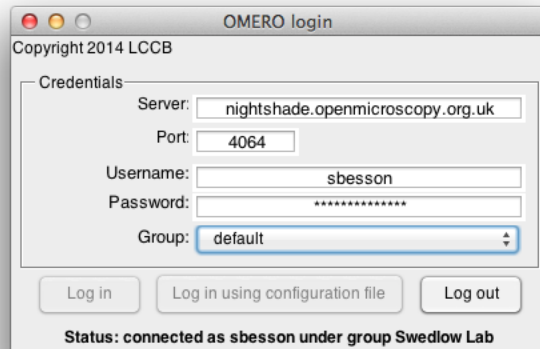 OMERO login
Copyright 2014 LCCB
Credentials
Server: nightshade.openmicroscopy.org.uk
Port: 4064
Username: sbesson
Password: **************
Group: default
Log in Log in using configuration file Log out
Status: connected as sbesson under group Swedlow Lab